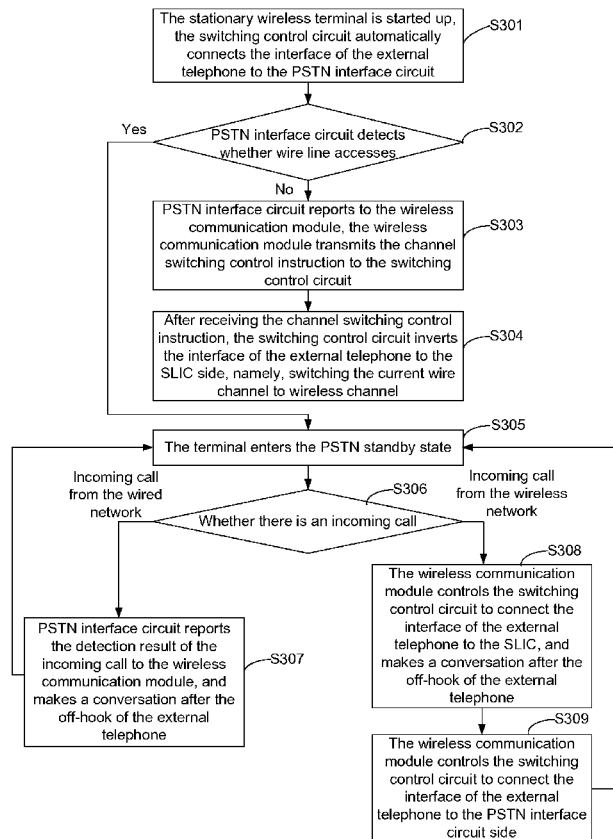 The stationary wireless terminal is started up,
the switching control circuit automatically
connects the interface of the external
telephone to the PSTN interface circuit
S301
Yes
PSTN interface circuit detects
whether wire line accesses
S302
No
PSTN interface circuit reports to the wireless
communication module, the wireless
communication module transmits the channel
switching control instruction to the switching
control circuit
S303
After receiving the channel switching control
instruction, the switching control circuit inverts
the interface of the external telephone to the
SLIC side, namely, switching the current wire
channel to wireless channel
S304
The terminal enters the PSTN standby state
S305
Incoming call
from the wired
network
Whether there is an incoming call
S306
Incoming call
from the wireless
network
PSTN interface circuit reports
the detection result of the
incoming call to the wireless
communication module, and
makes a conversation after the
off-hook of the external
telephone
S307
The wireless communication
module controls the switching
control circuit to connect the
interface of the external
telephone to the SLIC, and
makes a conversation after the
off-hook of the external
telephone
S308
The wireless communication
module controls the switching
control circuit to connect the
interface of the external
telephone to the PSTN interface
circuit side
S309